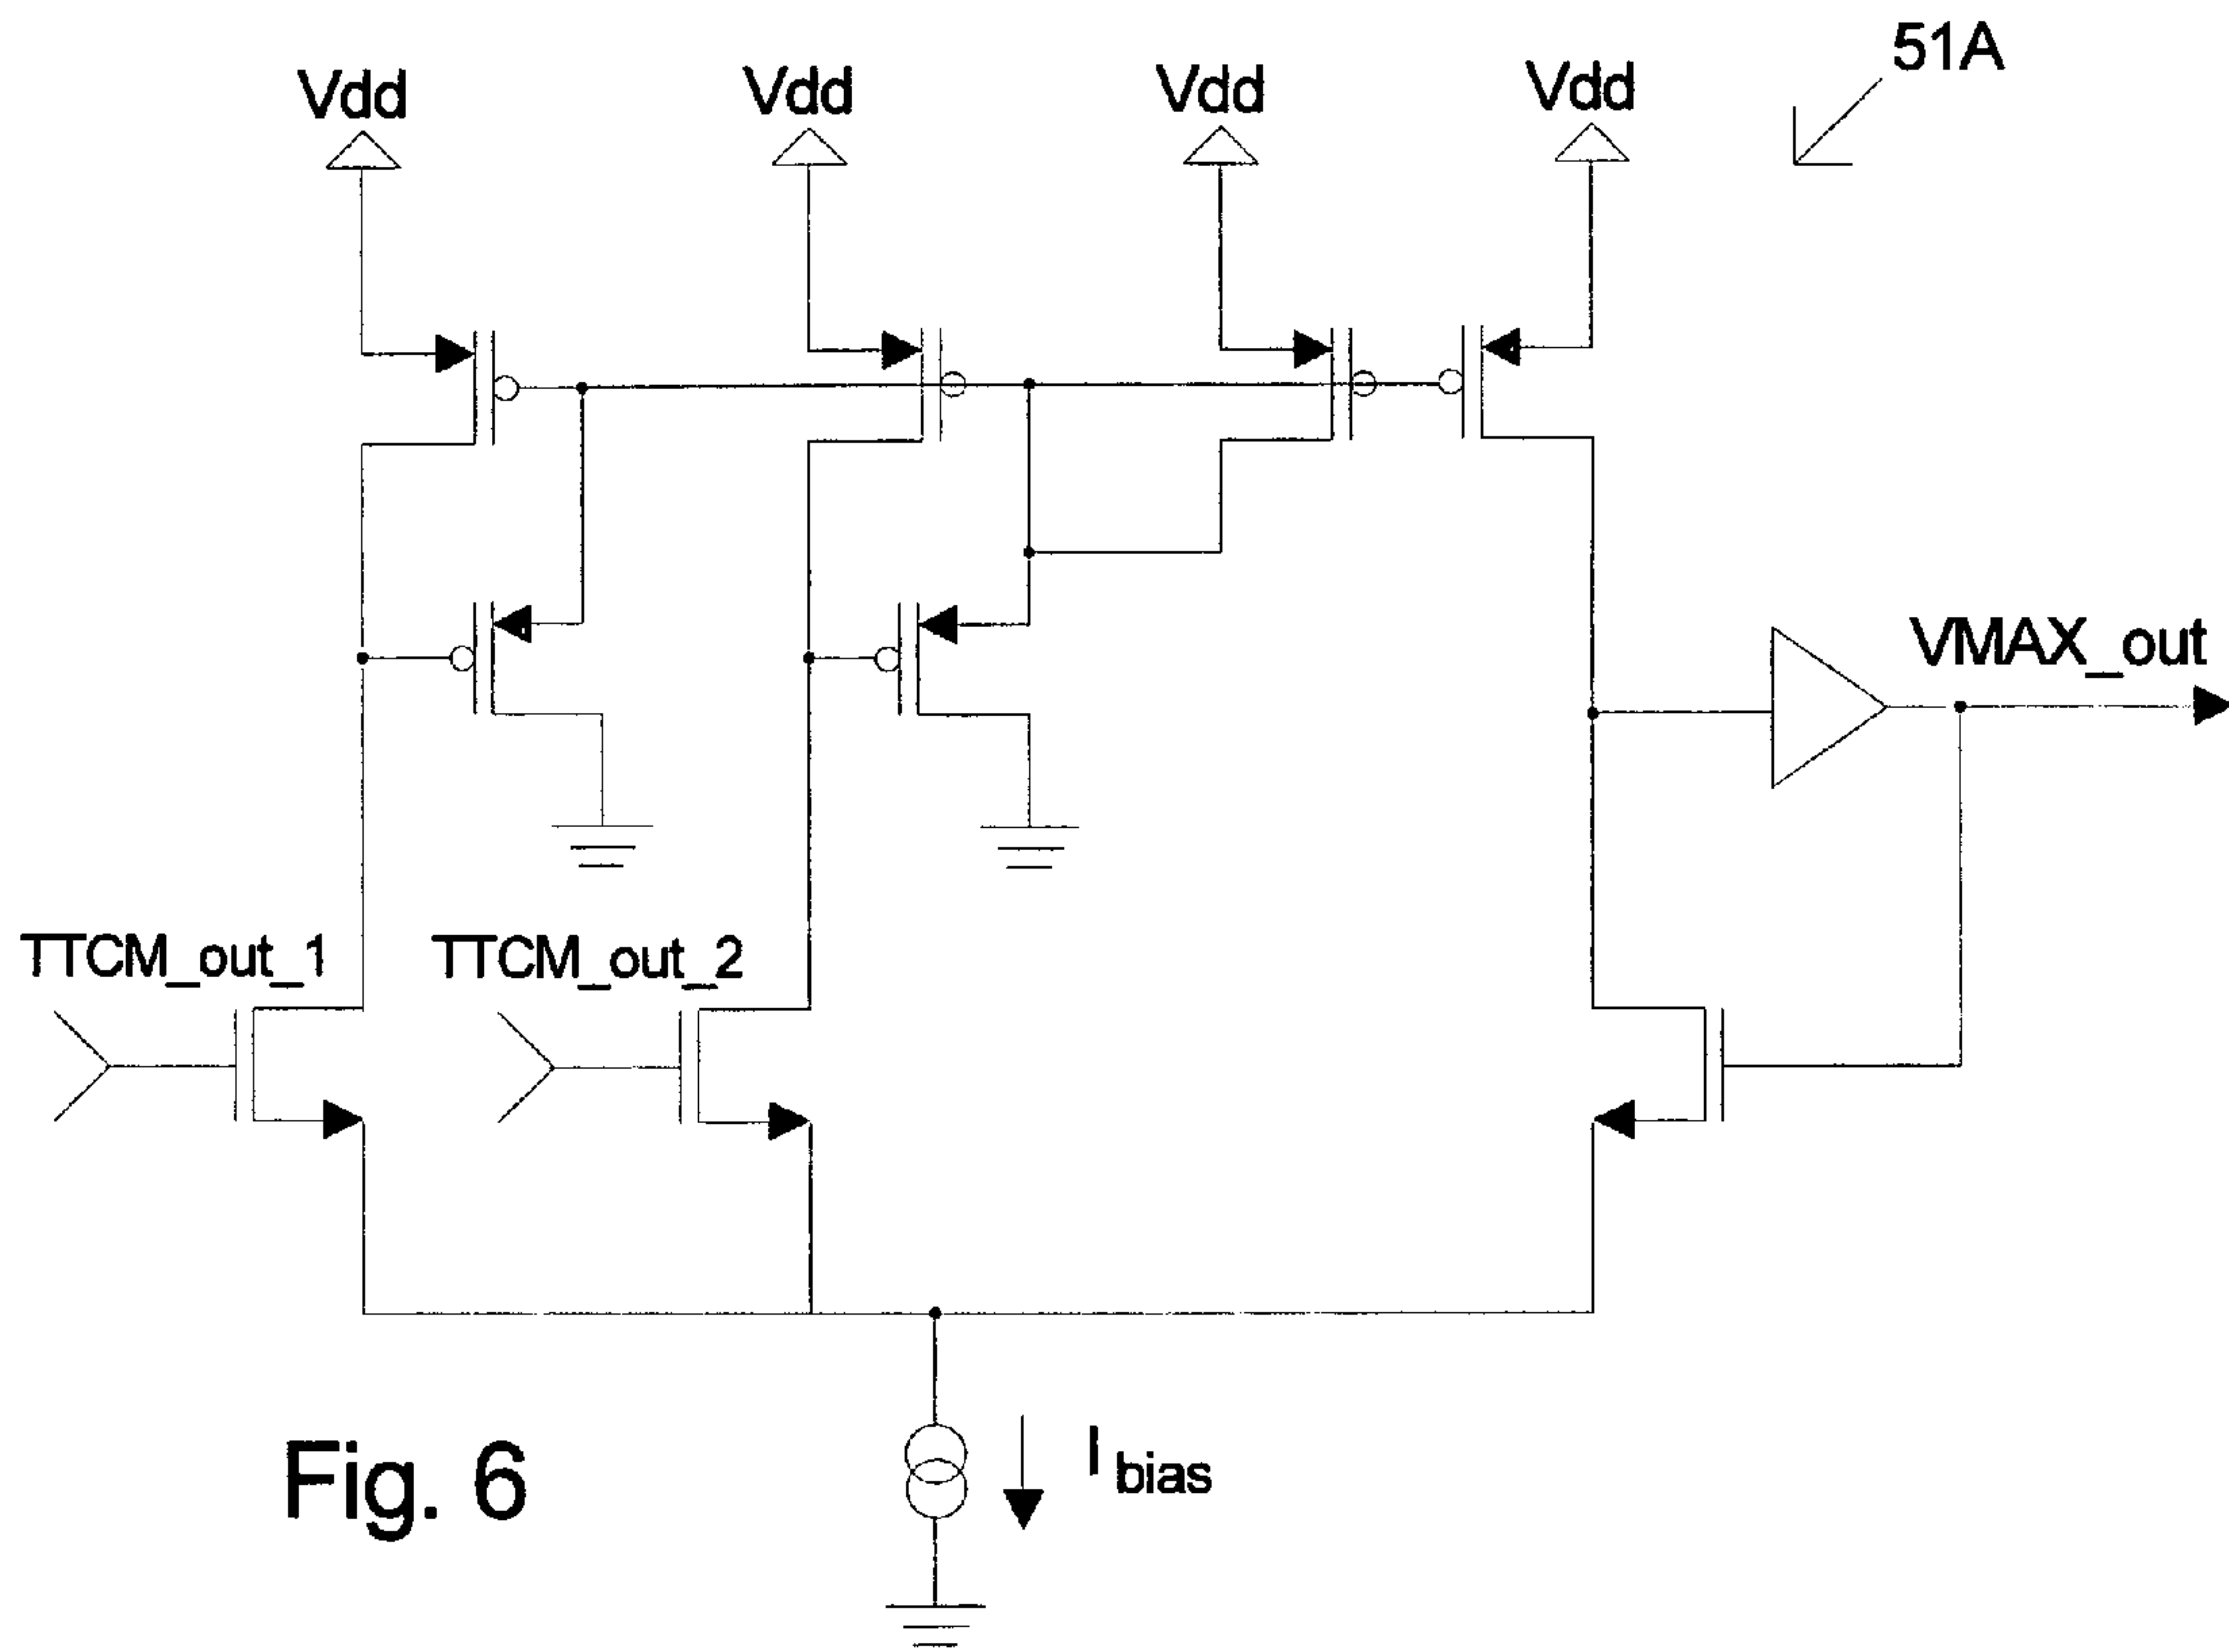 51A
Vdd
Vdd
Vdd
Vdd
VMAX_out
TTCM_out_1
TTCM_out_2
I bias
Fig. 6